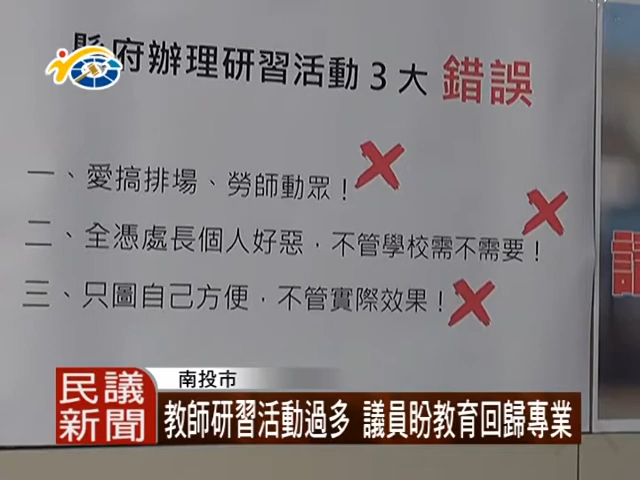 縣府辦理研習活動3大 錯誤
一、愛搞排場、勞師動眾!
二、全憑處長個人好惡,不管學校需不需要!
三、只圖自己方便,不管實際效果!
南投市
民議新聞
教師研習活動過多 議員盼教育回歸專業